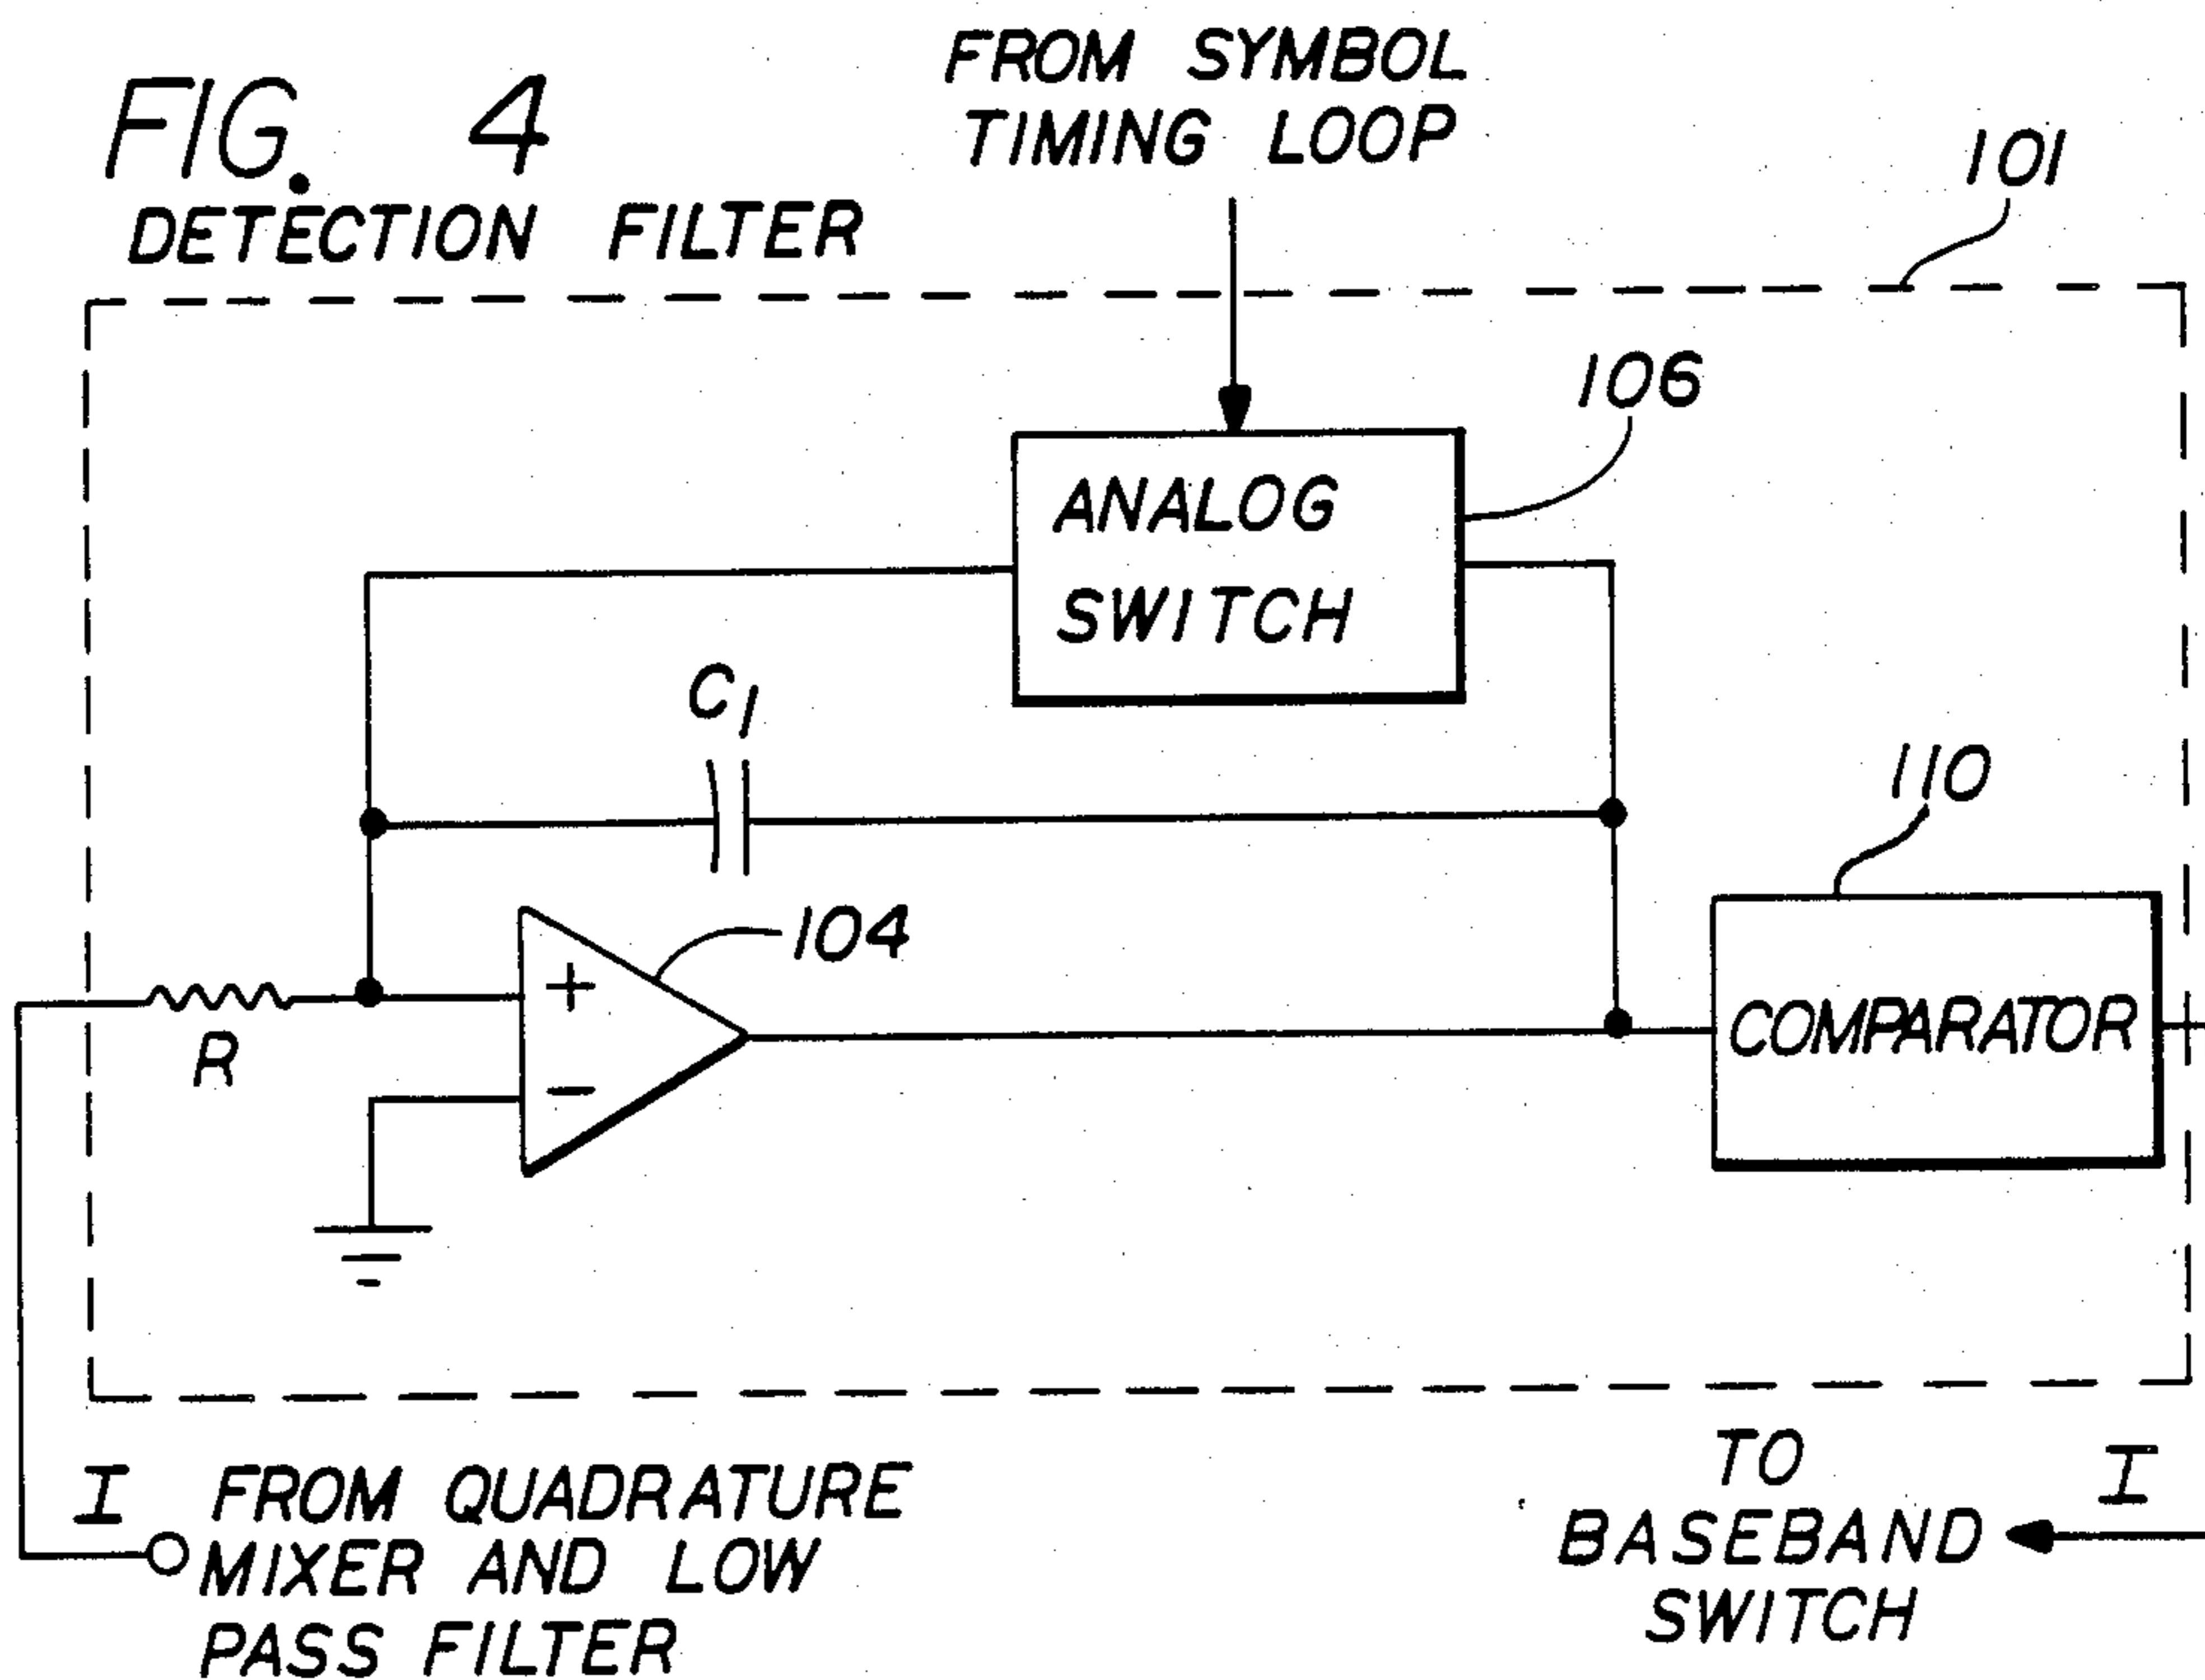 FIG. 4
DETECTION FILTER
FROM SYMBOL
TIMING LOOP
101
106
ANALOG
SWITCH
C1
110
104
+
R
COMPARATOR
−
I FROM QUADRATURE
MIXER AND LOW
PASS FILTER
TO I
BASEBAND
SWITCH